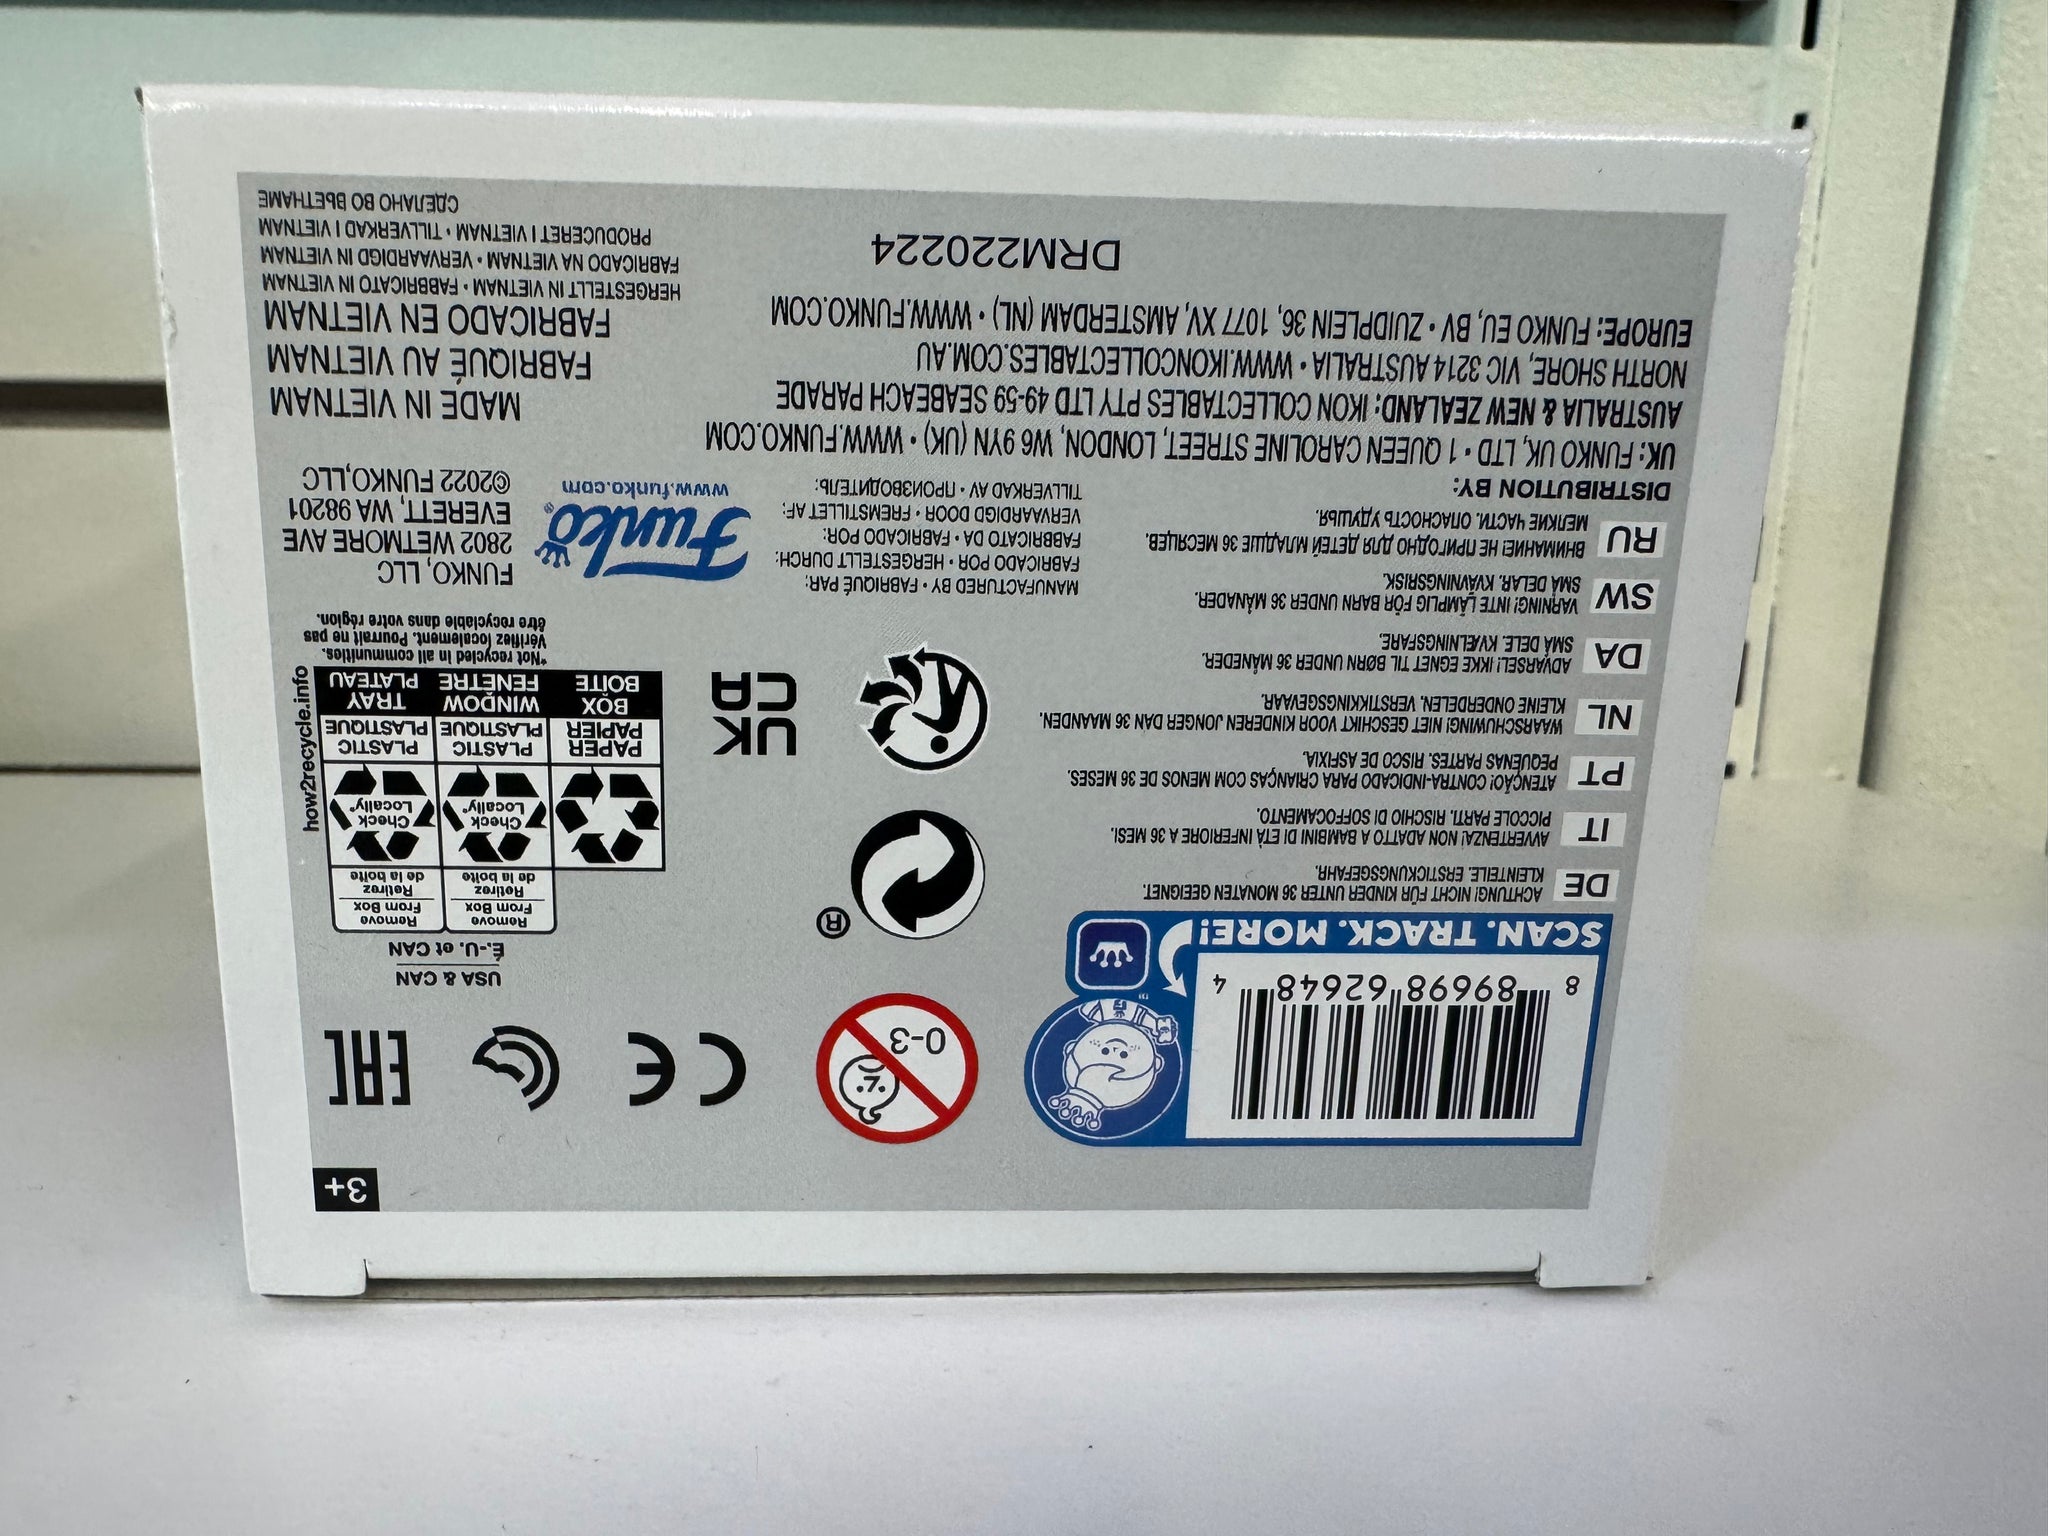 3+
8 89698 62648 4
SCAN. TRACK. MORE!
0-3
CE
EAC
USA & CAN
É.-U. et CAN
Remove
From Box
Retirez
de la boîte
Remove
From Box
Retirez
de la boîte
Check
Locally*
Check
Locally*
PAPER
PAPIER
PLASTIC
PLASTIQUE
PLASTIC
PLASTIQUE
BOX
BOÎTE
WINDOW
FENÊTRE
TRAY
PLATEAU
*Not recycled in all communities.
Vérifiez localement. Pourrait ne pas
être recyclable dans votre région.
how2recycle.info
®
UK
CA
DE
ACHTUNG! NICHT FÜR KINDER UNTER 36 MONATEN GEEIGNET.
KLEINTEILE. ERSTICKUNGSGEFAHR.
IT
AVVERTENZA! NON ADATTO A BAMBINI DI ETÀ INFERIORE A 36 MESI.
PICCOLE PARTI. RISCHIO DI SOFFOCAMENTO.
PT
ATENÇÃO! CONTRA-INDICADO PARA CRIANÇAS COM MENOS DE 36 MESES.
PEQUENAS PARTES. RISCO DE ASFIXIA.
NL
WAARSCHUWING! NIET GESCHIKT VOOR KINDEREN JONGER DAN 36 MAANDEN.
KLEINE ONDERDELEN. VERSTIKKINGSGEVAAR.
DA
ADVARSEL! IKKE EGNET TIL BØRN UNDER 36 MÅNEDER.
SMÅ DELE. KVÆLNINGSFARE.
SW
VARNING! INTE LÄMPLIG FÖR BARN UNDER 36 MÅNADER.
SMÅ DELAR. KVÄVNINGSRISK.
RU
ВНИМАНИЕ! НЕ ПРИГОДНО ДЛЯ ДЕТЕЙ МЛАДШЕ 36 МЕСЯЦЕВ.
МЕЛКИЕ ЧАСТИ. ОПАСНОСТЬ УДУШЬЯ.
MANUFACTURED BY • FABRIQUÉ PAR:
FABRICADO POR • HERGESTELLT DURCH:
FABBRICATO DA • FABRICADO POR:
VERVAARDIGD DOOR • FREMSTILLET AF:
TILLVERKAD AV • ПРОИЗВОДИТЕЛЬ:
Funko®
www.funko.com
FUNKO, LLC
2802 WETMORE AVE
EVERETT, WA 98201
©2022 FUNKO,LLC
DISTRIBUTION BY:
UK: FUNKO UK, LTD • 1 QUEEN CAROLINE STREET, LONDON, W6 9YN (UK) • WWW.FUNKO.COM
AUSTRALIA & NEW ZEALAND: IKON COLLECTABLES PTY LTD 49-59 SEABEACH PARADE
NORTH SHORE, VIC 3214 AUSTRALIA • WWW.IKONCOLLECTABLES.COM.AU
EUROPE: FUNKO EU, BV • ZUIDPLEIN 36, 1077 XV, AMSTERDAM (NL) • WWW.FUNKO.COM
DRM220224
MADE IN VIETNAM
FABRIQUÉ AU VIETNAM
FABRICADO EN VIETNAM
HERGESTELLT IN VIETNAM • FABBRICATO IN VIETNAM
FABRICADO NA VIETNAM • VERVAARDIGD IN VIETNAM
PRODUCERET I VIETNAM • TILLVERKAD I VIETNAM
СДЕЛАНО ВО ВЬЕТНАМЕ